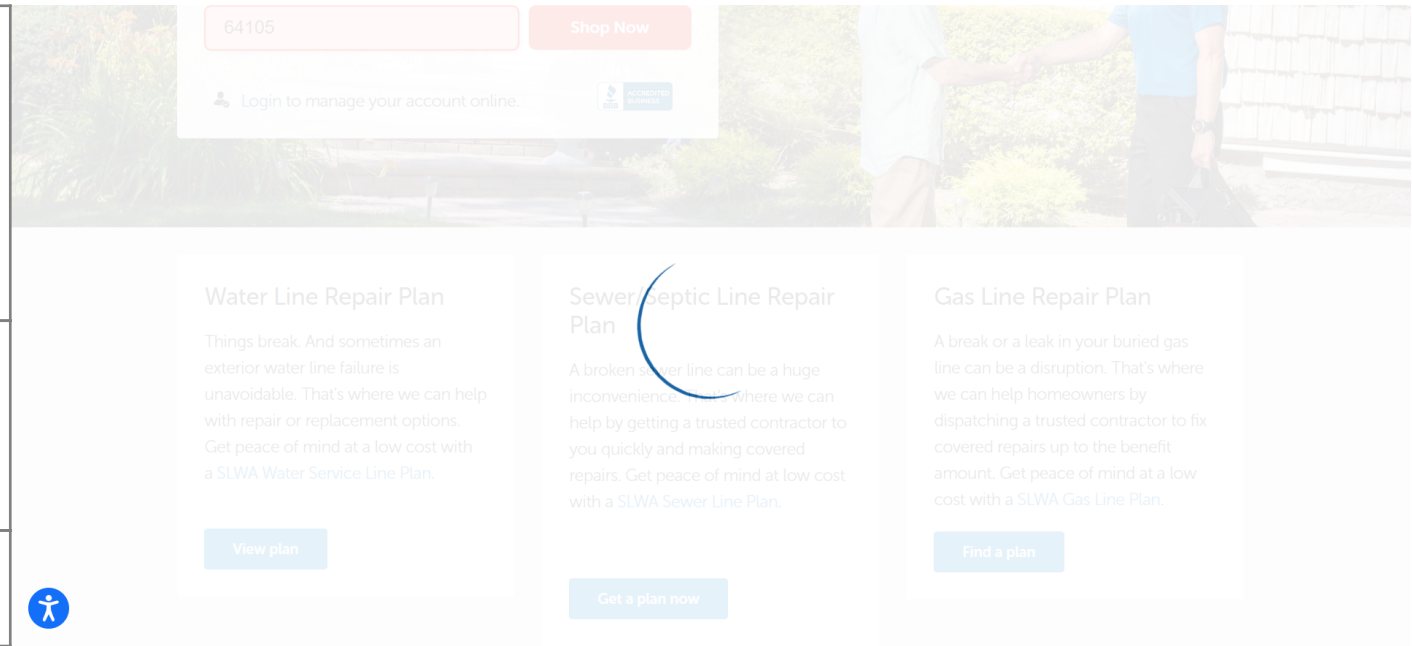 64105
Shop Now
Login to manage your account online.
ACCREDITED
BUSINESS
BBB
Water Line Repair Plan
Things break. And sometimes an
exterior water line failure is
unavoidable. That's where we can help
with repair or replacement options.
Get peace of mind at a low cost with
a SLWA Water Service Line Plan.
View plan
Sewer/Septic Line Repair
Plan
A broken sewer line can be a huge
inconvenience. That's where we can
help by getting a trusted contractor to
you quickly and making covered
repairs. Get peace of mind at low cost
with a SLWA Sewer Line Plan.
Get a plan now
Gas Line Repair Plan
A break or a leak in your buried gas
line can be a disruption. That's where
we can help homeowners by
dispatching a trusted contractor to fix
covered repairs up to the benefit
amount. Get peace of mind at a low
cost with a SLWA Gas Line Plan.
Find a plan